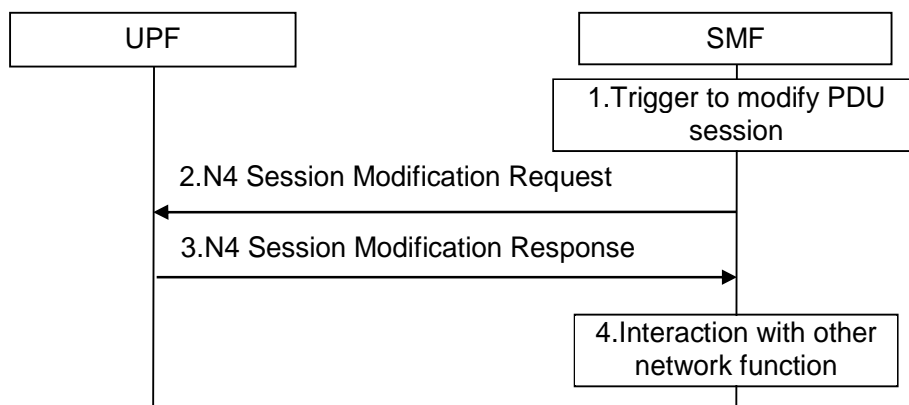 UPF
SMF
1.Trigger to modify PDU
session
2.N4 Session Modification Request
3.N4 Session Modification Response
4.Interaction with other
network function